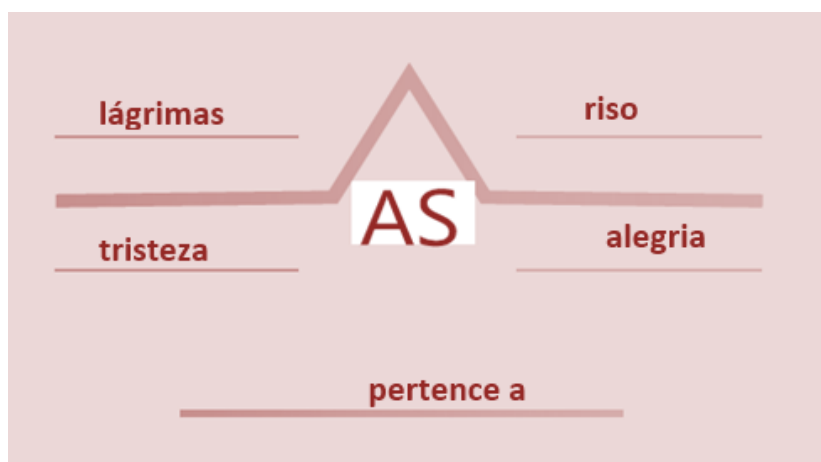 lágrimas
riso
AS
tristeza
alegria
pertence a